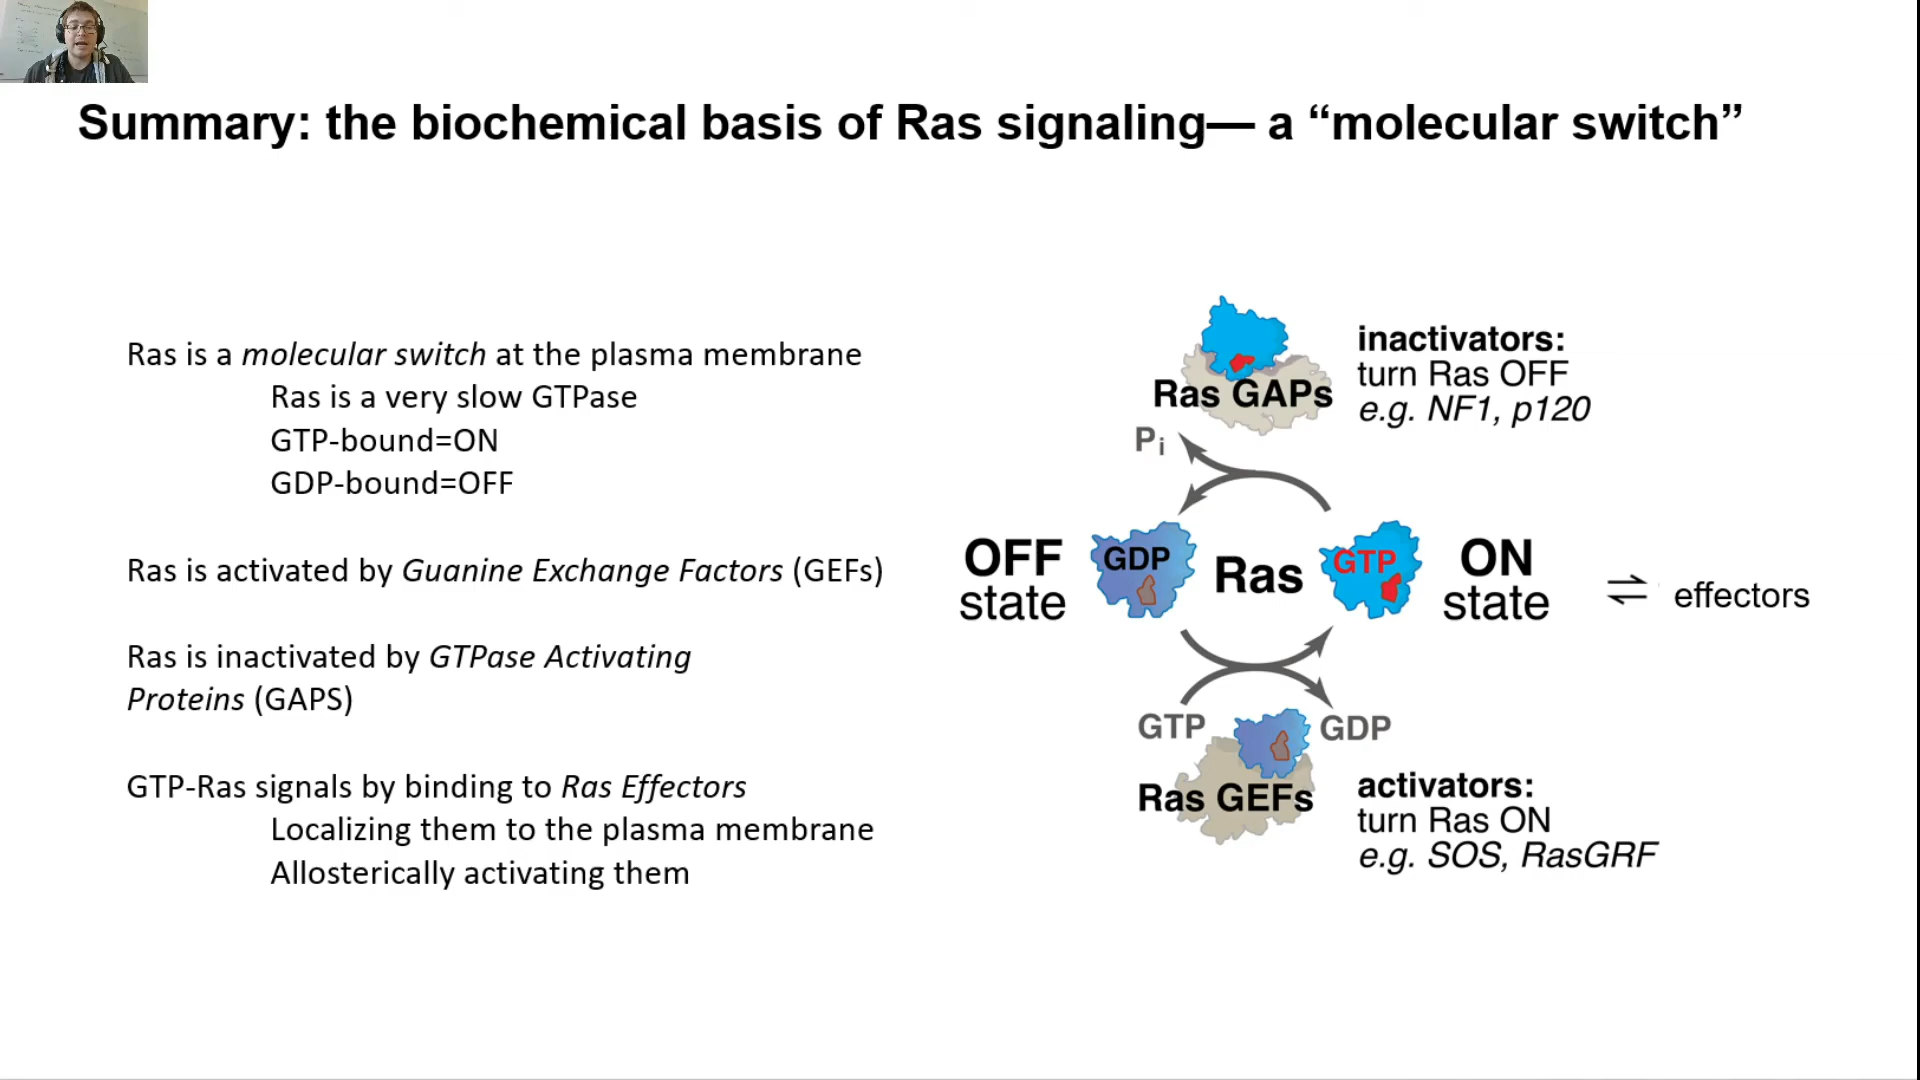 Summary: the biochemical basis of Ras signaling— a “molecular switch”
Ras is a molecular switch at the plasma membrane
Ras is a very slow GTPase
GTP-bound=ON
GDP-bound=OFF
Ras is activated by Guanine Exchange Factors (GEFs)
Ras is inactivated by GTPase Activating
Proteins (GAPS)
GTP-Ras signals by binding to Ras Effectors
Localizing them to the plasma membrane
Allosterically activating them
Ras GAPs
inactivators:
turn Ras OFF
e.g. NF1, p120
Pi
OFF
state
GDP
Ras
GTP
ON
state
⇌ effectors
GTP
GDP
Ras GEFs
activators:
turn Ras ON
e.g. SOS, RasGRF